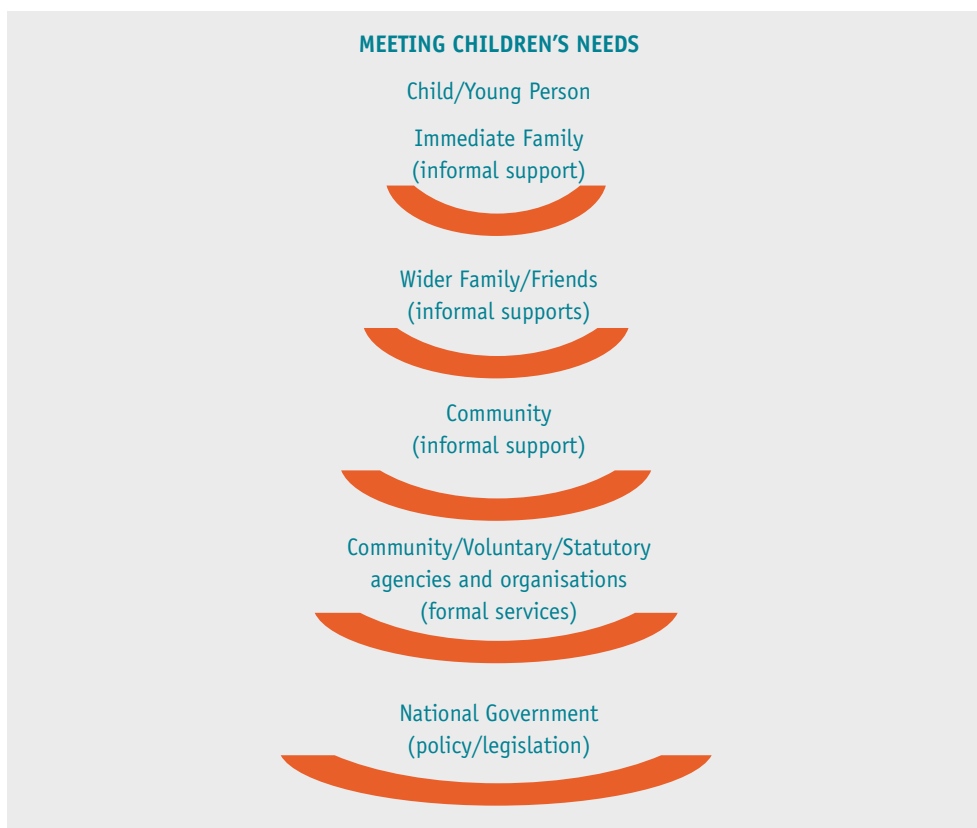 MEETING CHILDREN'S NEEDS
Child/Young Person
Immediate Family
(informal support)
Wider Family/Friends
(informal supports)
Community
(informal support)
Community/Voluntary/Statutory
agencies and organisations
(formal services)
National Government
(policy/legislation)